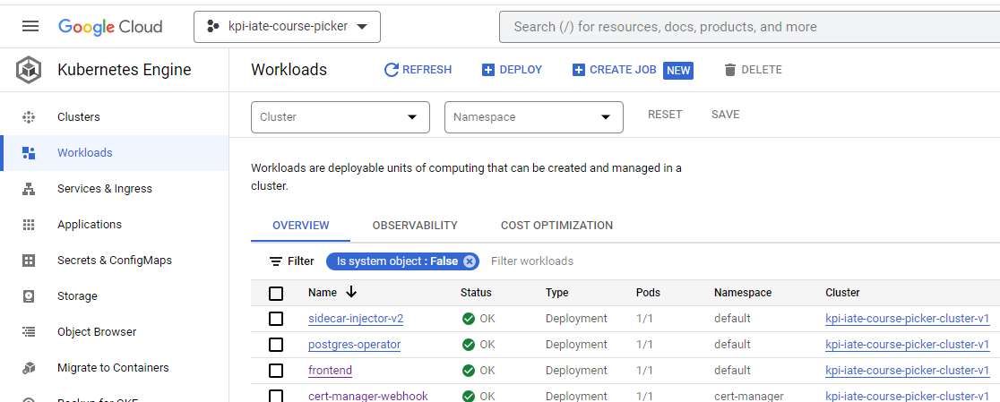 Google Cloud
kpi-iate-course-picker
Search (/) for resources, docs, products, and more
Kubernetes Engine
Clusters
Workloads
Services & Ingress
Applications
Secrets & ConfigMaps
Storage
Object Browser
Migrate to Containers
Backup for GKE
Workloads
REFRESH
DEPLOY
CREATE JOB NEW
DELETE
Cluster
Namespace
RESET
SAVE
Workloads are deployable units of computing that can be created and managed in a
cluster.
OVERVIEW
OBSERVABILITY
COST OPTIMIZATION
Filter
Is system object : False
Filter workloads
Name Status Type Pods Namespace Cluster
sidecar-injector-v2 OK Deployment 1/1 default kpi-iate-course-picker-cluster-v1
postgres-operator OK Deployment 1/1 default kpi-iate-course-picker-cluster-v1
frontend OK Deployment 1/1 default kpi-iate-course-picker-cluster-v1
cert-manager-webhook OK Deployment 1/1 cert-manager kpi-iate-course-picker-cluster-v1